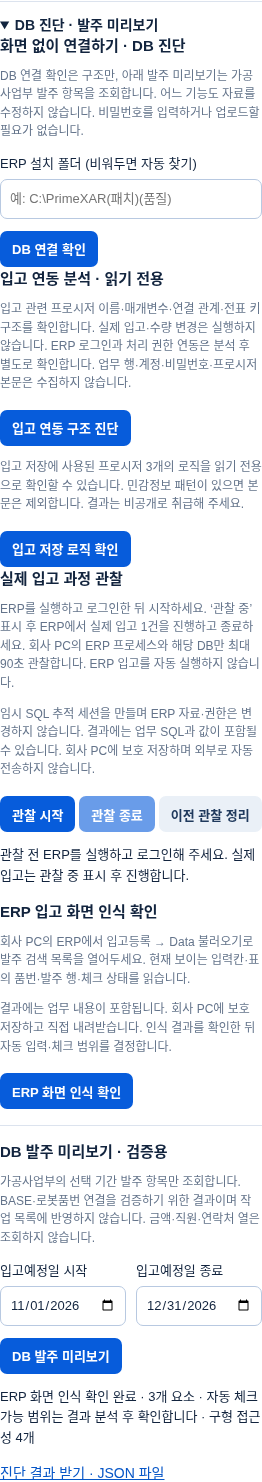 ▼ DB 진단 · 발주 미리보기
화면 없이 연결하기 · DB 진단
DB 연결 확인은 구조만, 아래 발주 미리보기는 가공
사업부 발주 항목을 조회합니다. 어느 기능도 자료를
수정하지 않습니다. 비밀번호를 입력하거나 업로드할
필요가 없습니다.
ERP 설치 폴더 (비워두면 자동 찾기)
예: C:\PrimeXAR(패치)(품질)
DB 연결 확인
입고 연동 분석 · 읽기 전용
입고 관련 프로시저 이름·매개변수·연결 관계·전표 키
구조를 확인합니다. 실제 입고·수량 변경은 실행하지
않습니다. ERP 로그인과 처리 권한 연동은 분석 후
별도로 확인합니다. 업무 행·계정·비밀번호·프로시저
본문은 수집하지 않습니다.
입고 연동 구조 진단
입고 저장에 사용된 프로시저 3개의 로직을 읽기 전용
으로 확인할 수 있습니다. 민감정보 패턴이 있으면 본
문은 제외합니다. 결과는 비공개로 취급해 주세요.
입고 저장 로직 확인
실제 입고 과정 관찰
ERP를 실행하고 로그인한 뒤 시작하세요. ‘관찰 중’
표시 후 ERP에서 실제 입고 1건을 진행하고 종료하
세요. 회사 PC의 ERP 프로세스와 해당 DB만 최대
90초 관찰합니다. ERP 입고를 자동 실행하지 않습니
다.
임시 SQL 추적 세션을 만들며 ERP 자료·권한은 변
경하지 않습니다. 결과에는 업무 SQL과 값이 포함될
수 있습니다. 회사 PC에 보호 저장하며 외부로 자동
전송하지 않습니다.
관찰 시작 관찰 종료 이전 관찰 정리
관찰 전 ERP를 실행하고 로그인해 주세요. 실제
입고는 관찰 중 표시 후 진행합니다.
ERP 입고 화면 인식 확인
회사 PC의 ERP에서 입고등록 → Data 불러오기로
발주 검색 목록을 열어두세요. 현재 보이는 입력칸·표
의 품번·발주 행·체크 상태를 읽습니다.
결과에는 업무 내용이 포함됩니다. 회사 PC에 보호
저장하고 직접 내려받습니다. 인식 결과를 확인한 뒤
자동 입력·체크 범위를 결정합니다.
ERP 화면 인식 확인
DB 발주 미리보기 · 검증용
가공사업부의 선택 기간 발주 항목만 조회합니다.
BASE·로봇품번 연결을 검증하기 위한 결과이며 작
업 목록에 반영하지 않습니다. 금액·직원·연락처 열은
조회하지 않습니다.
입고예정일 시작 입고예정일 종료
11/01/2026 12/31/2026
DB 발주 미리보기
ERP 화면 인식 확인 완료 · 3개 요소 · 자동 체크
가능 범위는 결과 분석 후 확인합니다 · 구형 접근
성 4개
진단 결과 받기 · JSON 파일